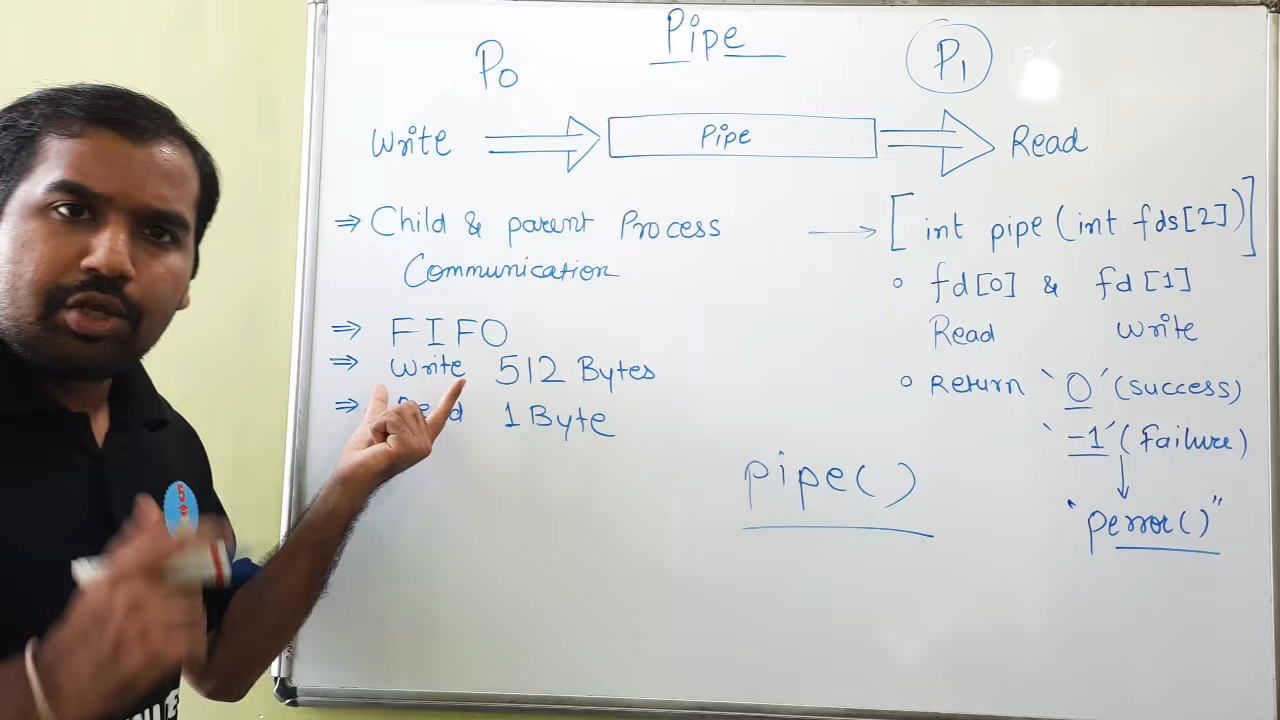 Pipe
P0
P1
Write ⇒ Pipe ⇒ Read
⇒ Child & parent Process
Communication
⇒ FIFO
⇒ Write 512 Bytes
⇒ Read 1 Byte
→ [int pipe(int fds[2])]
∘ fd[0] & fd[1]
Read Write
∘ Return `0´ (success)
`-1´ (failure)
↓
"perror()"
pipe()
5